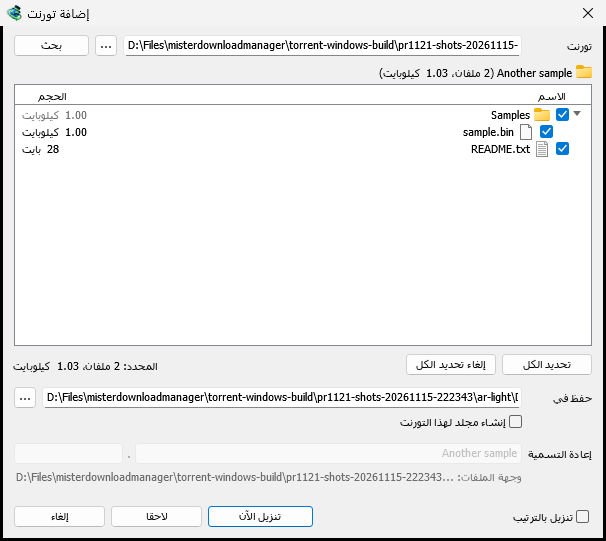 إضافة تورنت
تورنت D:\Files\misterdownloadmanager\torrent-windows-build\pr1121-shots-20261115- ... بحث
Another sample (2 ملفان، 1.03 كيلوبايت)
الاسم الحجم
Samples 1.00 كيلوبايت
sample.bin 1.00 كيلوبايت
README.txt 28 بايت
تحديد الكل إلغاء تحديد الكل المحدد: 2 ملفان، 1.03 كيلوبايت
حفظ في D:\Files\misterdownloadmanager\torrent-windows-build\pr1121-shots-20261115-222343\ar-light\ ...
إنشاء مجلد لهذا التورنت
إعادة التسمية Another sample .
وجهة الملفات: D:\Files\misterdownloadmanager\torrent-windows-build\pr1121-shots-20261115-222343...
تنزيل بالترتيب تنزيل الآن لاحقا إلغاء